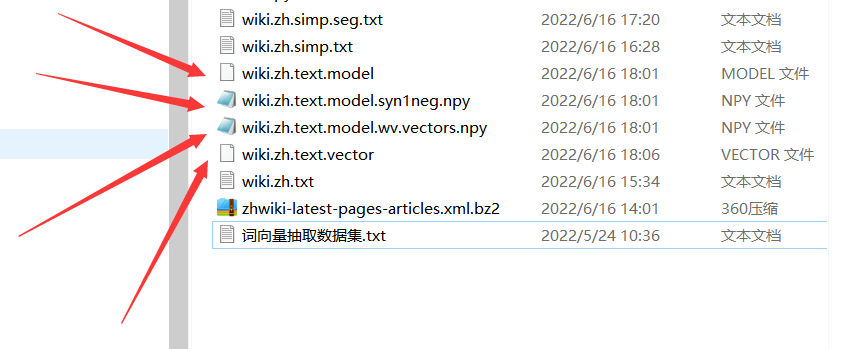 wiki.zh.simp.seg.txt 2022/6/16 17:20 文本文档
wiki.zh.simp.txt 2022/6/16 16:28 文本文档
wiki.zh.text.model 2022/6/16 18:01 MODEL 文件
wiki.zh.text.model.syn1neg.npy 2022/6/16 18:01 NPY 文件
wiki.zh.text.model.wv.vectors.npy 2022/6/16 18:01 NPY 文件
wiki.zh.text.vector 2022/6/16 18:06 VECTOR 文件
wiki.zh.txt 2022/6/16 15:34 文本文档
zhwiki-latest-pages-articles.xml.bz2 2022/6/16 14:01 360压缩
词向量抽取数据集.txt 2022/5/24 10:36 文本文档